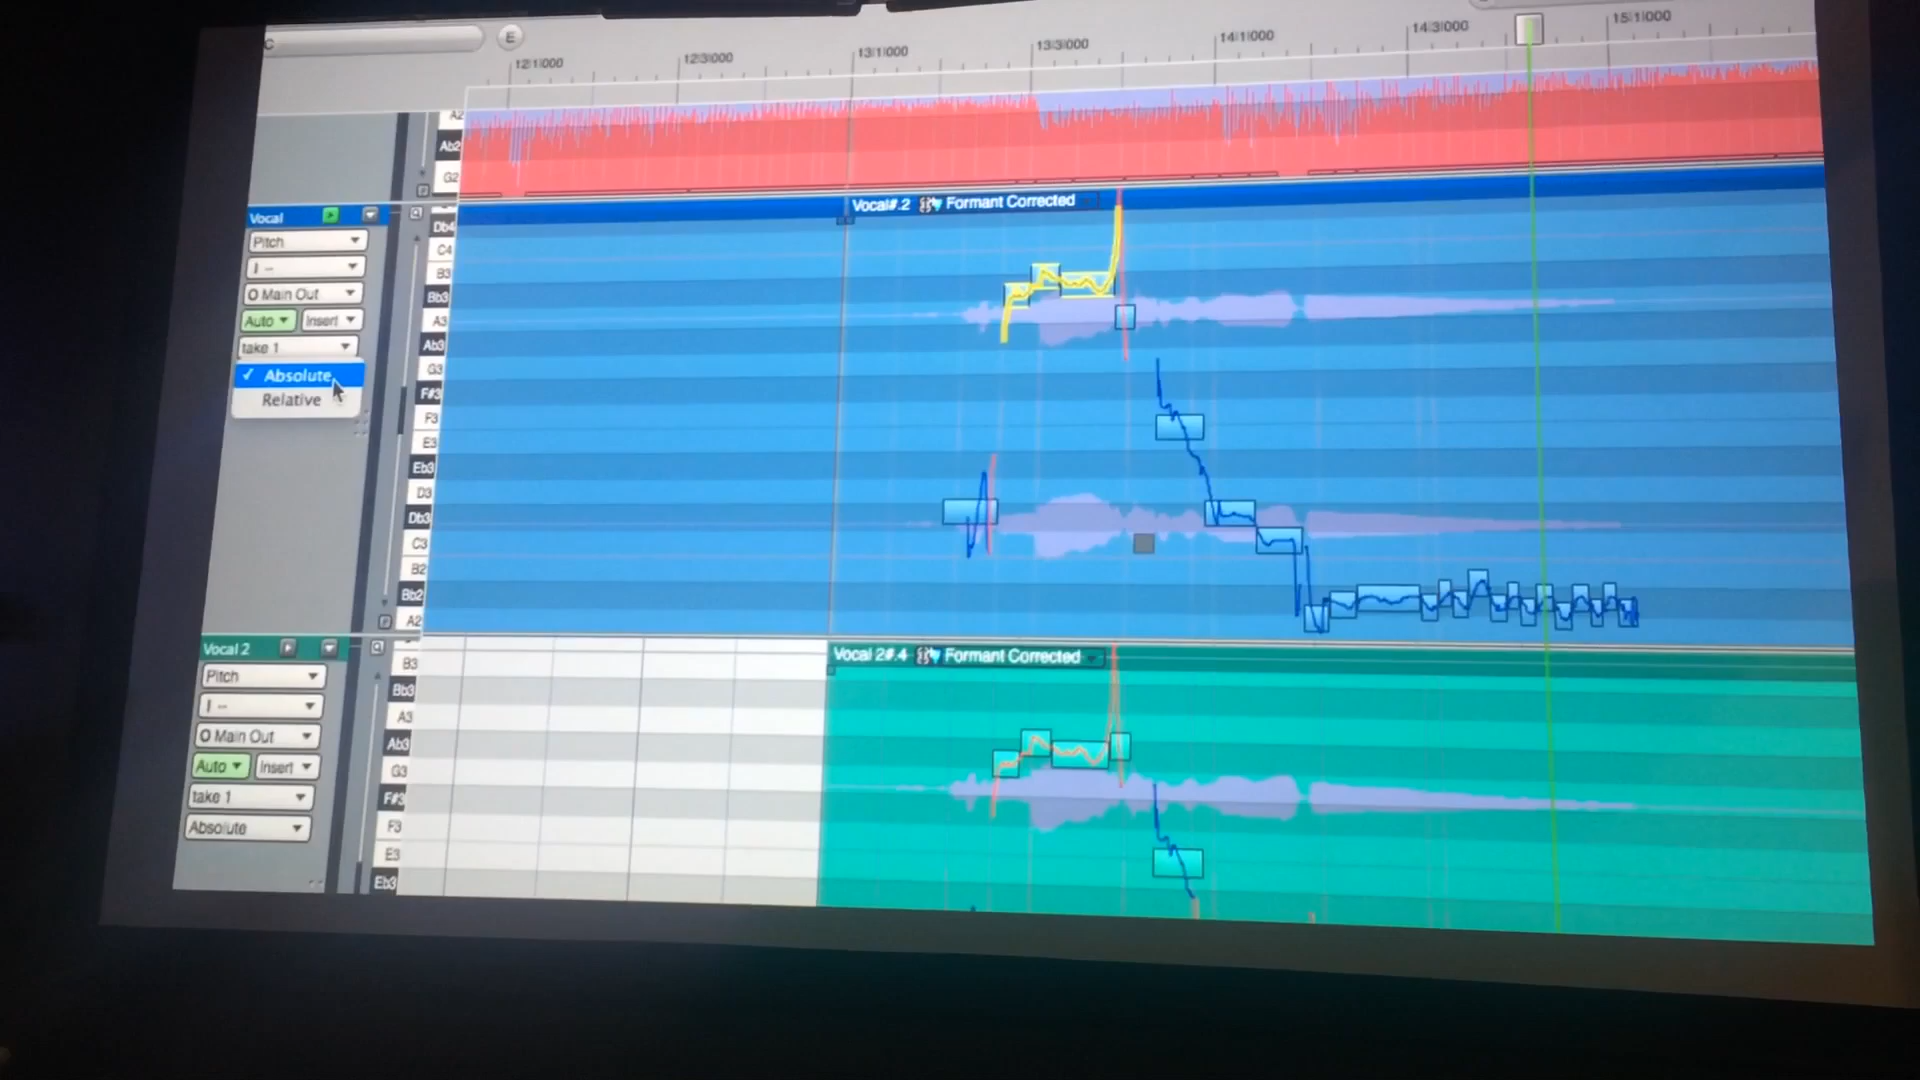 C
E
12|1|000
12|3|000
13|1|000
13|3|000
14|1|000
14|3|000
15|1|000
A2
Ab2
G2
Vocal
Pitch
Main Out
Auto
Insert
take 1
Absolute
Relative
Db4
C4
B3
Bb3
A3
Ab3
G3
F#3
F3
E3
Eb3
D3
Db3
C3
B2
Bb2
A2
Vocal#.2
Formant Corrected
Vocal 2
Pitch
Main Out
Auto
Insert
take 1
Absolute
B3
Bb3
A3
Ab3
G3
F#3
F3
E3
Eb3
Vocal 2#.4
Formant Corrected